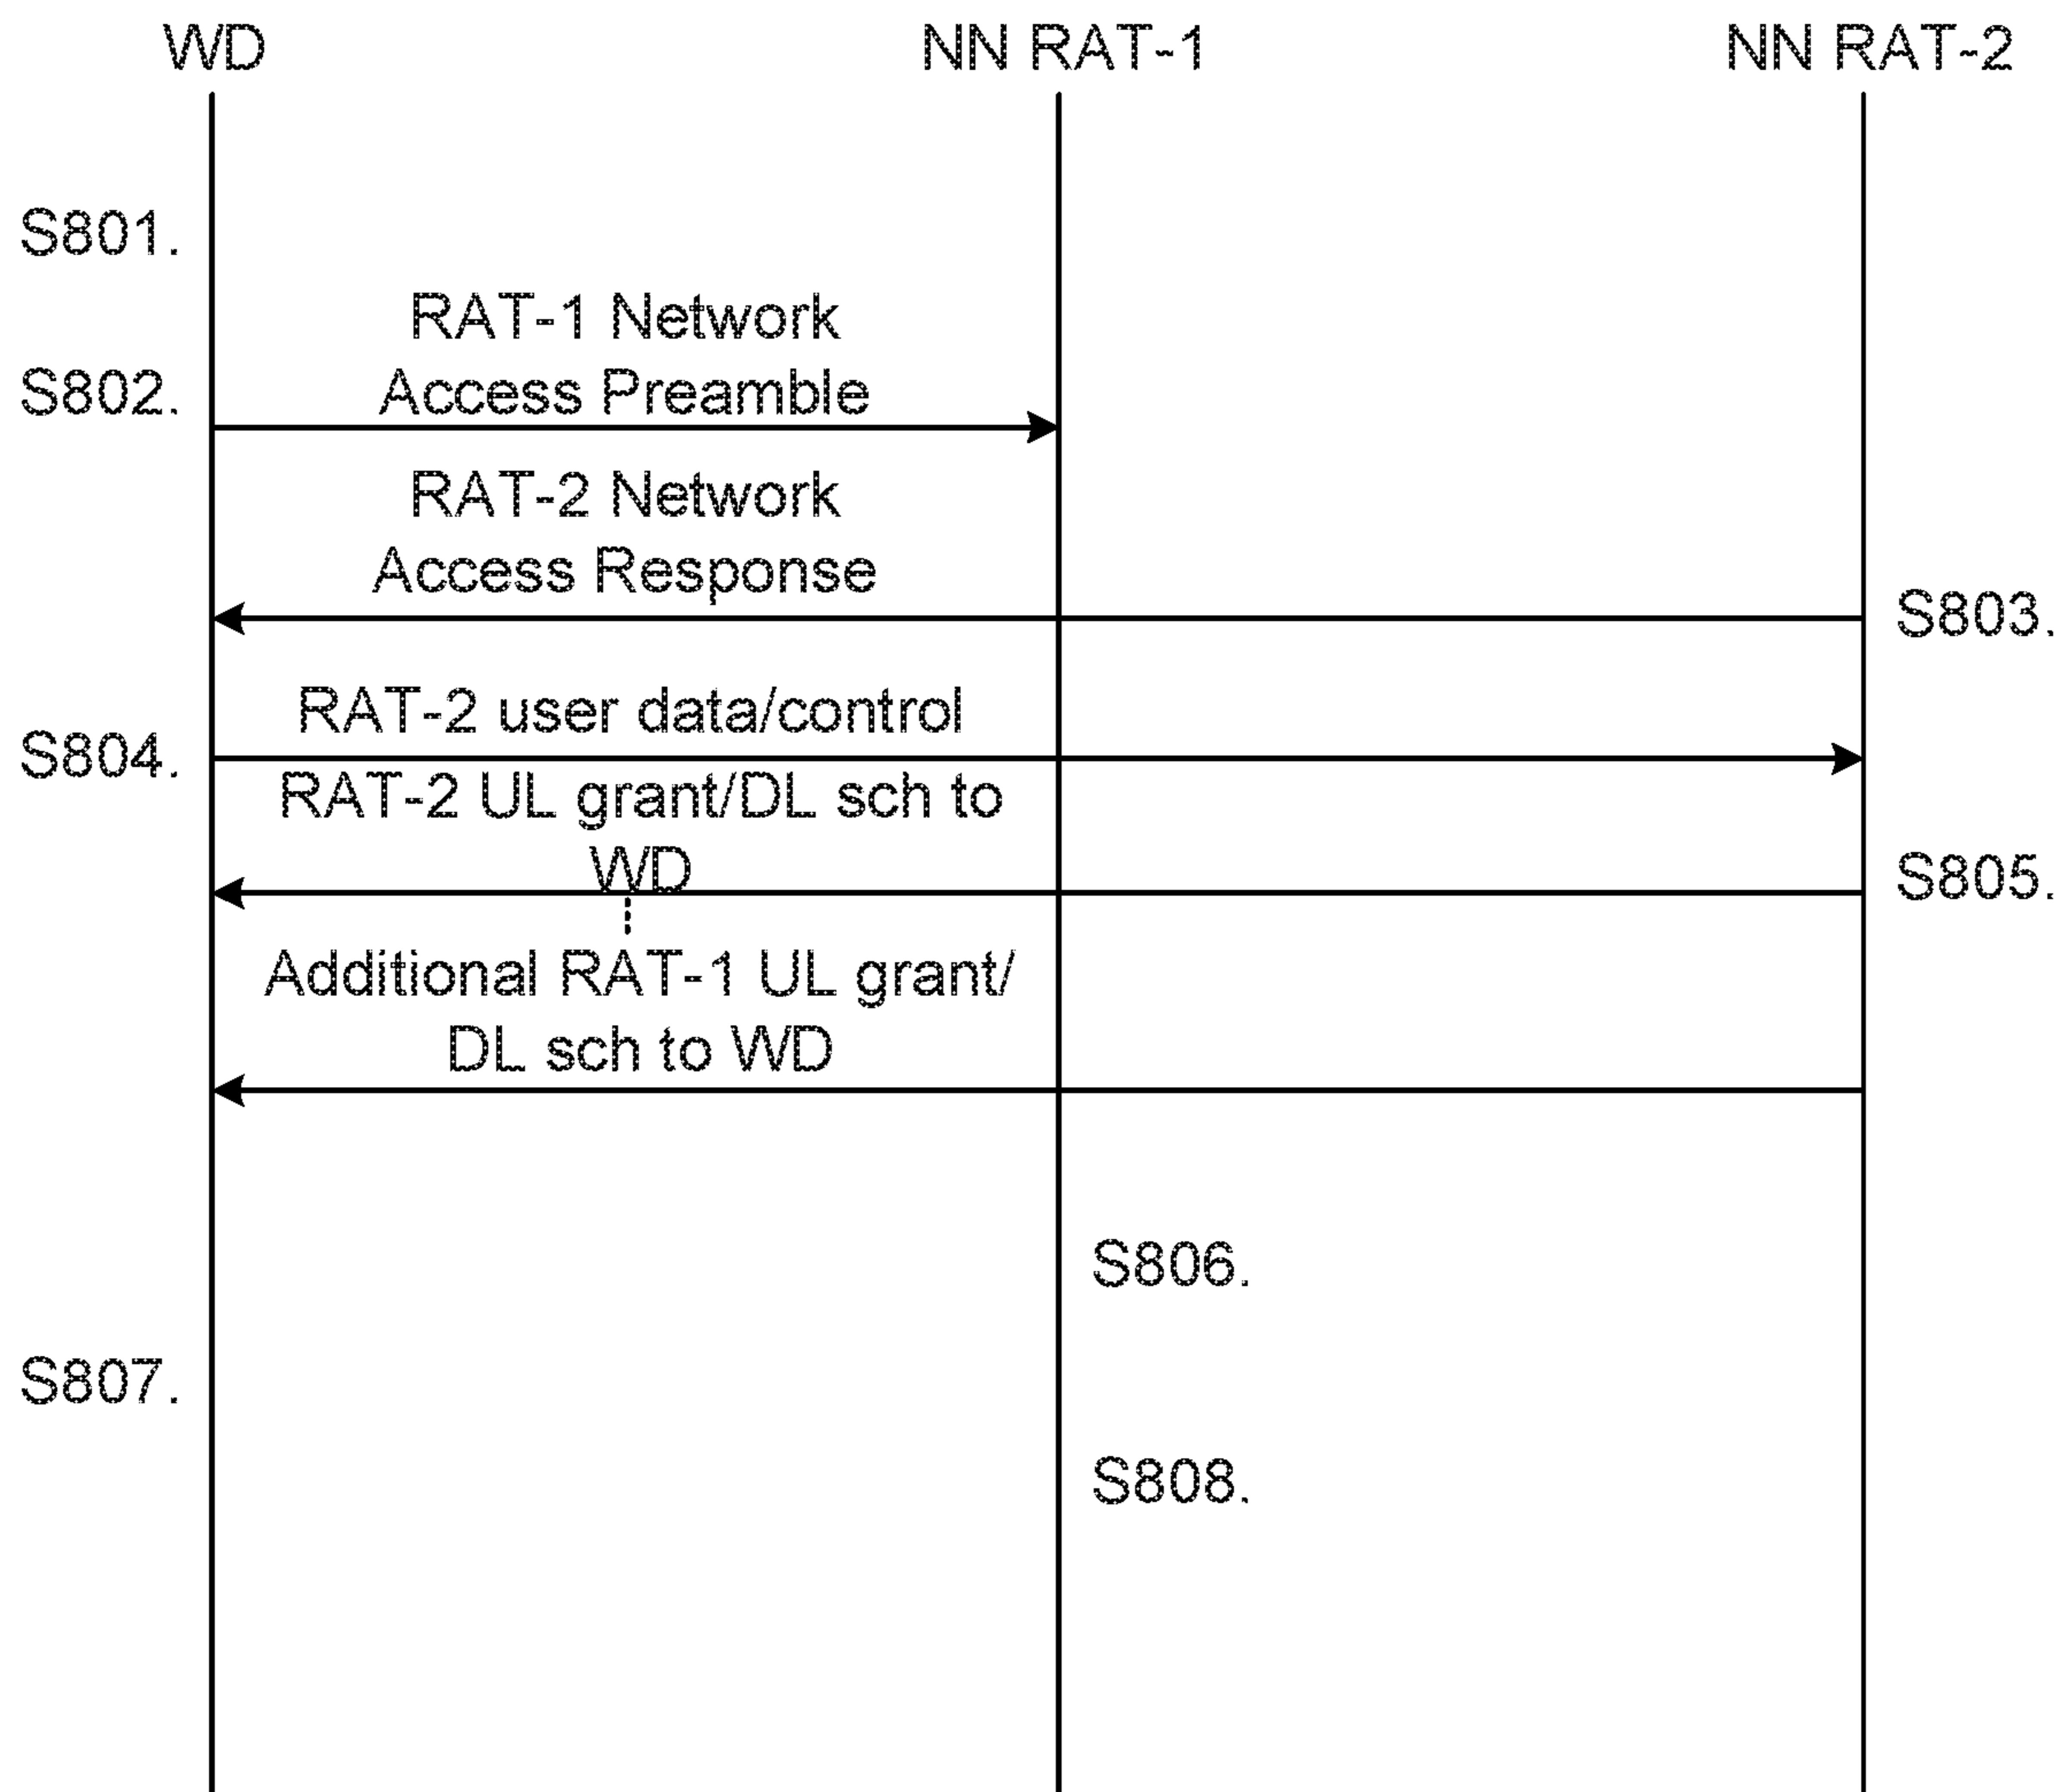 WD
NN RAT-1
NN RAT-2
S801.
RAT-1 Network
S802.
Access Preamble
RAT-2 Network
Access Response
S803.
RAT-2 user data/control
S804.
RAT-2 UL grant/DL sch to
WD
S805.
Additional RAT-1 UL grant/
DL sch to WD
S806.
S807.
S808.